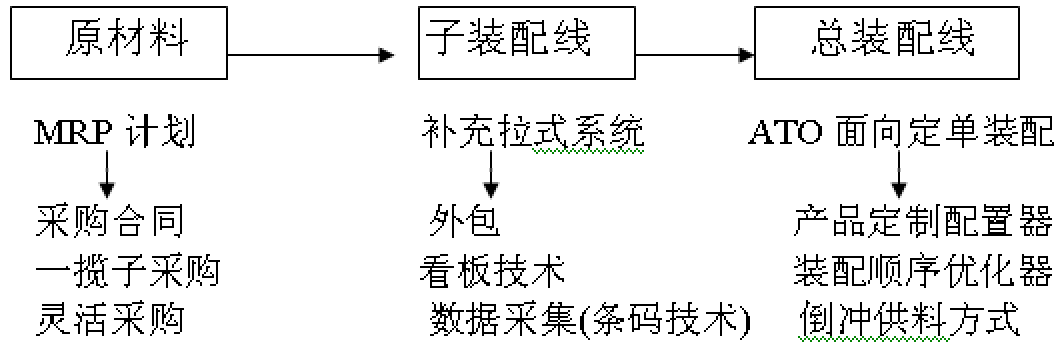 原材料 子装配线 总装配线
MRP 计划 补充拉式系统 ATO 面向定单装配
采购合同 外包 产品定制配置器
一揽子采购 看板技术 装配顺序优化器
灵活采购 数据采集(条码技术) 倒冲供料方式